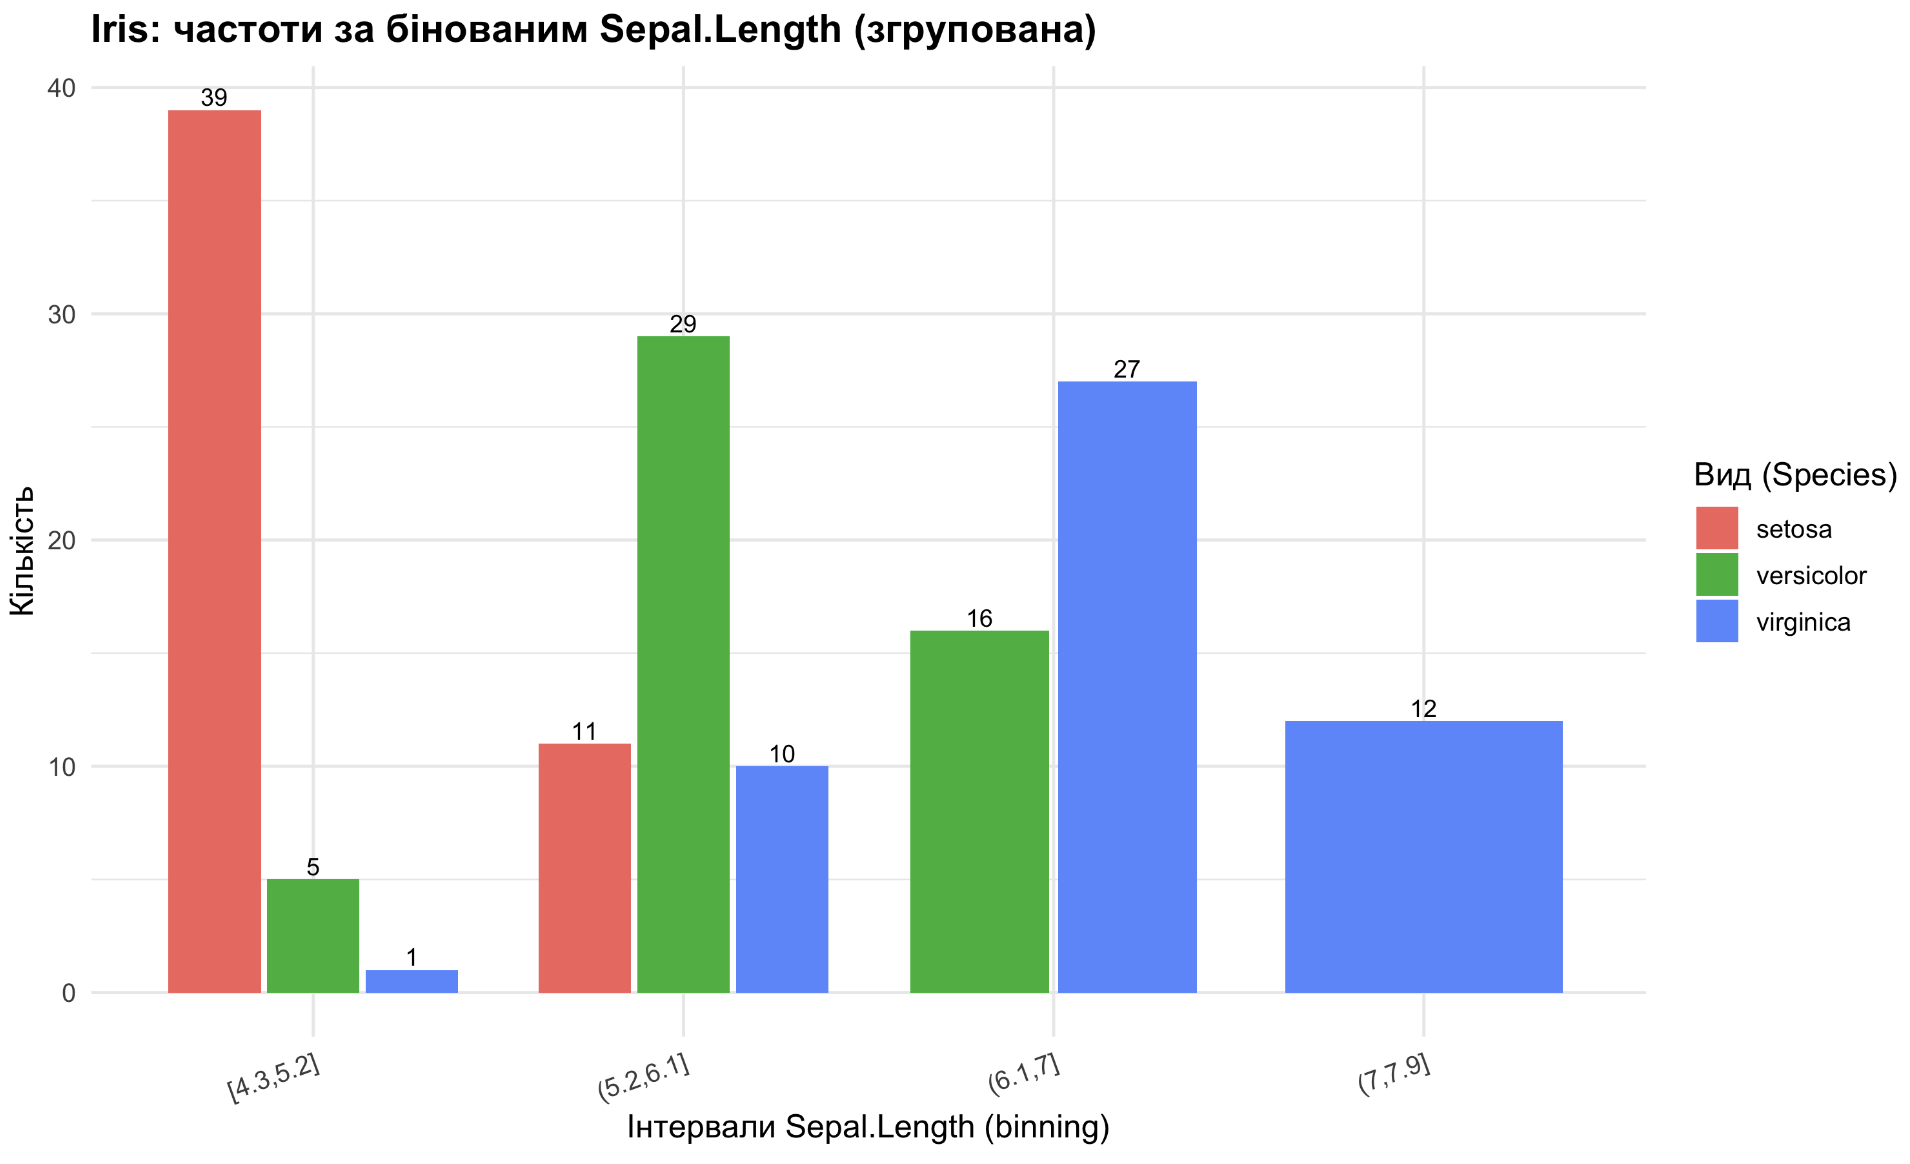 Iris: частоти за бінованим Sepal.Length (згрупована)
40
30
20
10
0
Кількість
39
5
1
11
29
10
16
27
12
[4.3,5.2]
(5.2,6.1]
(6.1,7]
(7,7.9]
Інтервали Sepal.Length (binning)
Вид (Species)
setosa
versicolor
virginica